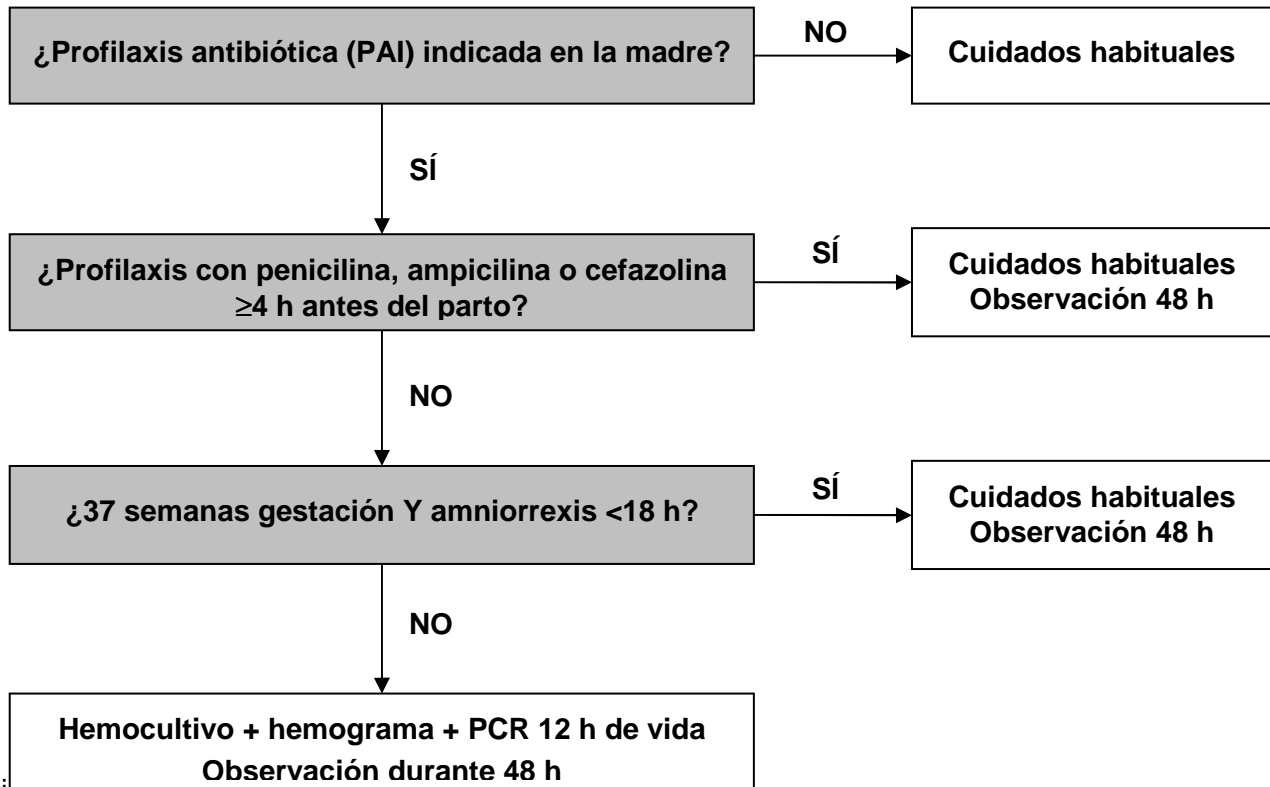 ¿Profilaxis antibiótica (PAI) indicada en la madre?
NO
Cuidados habituales
SÍ
¿Profilaxis con penicilina, ampicilina o cefazolina
≥4 h antes del parto?
SÍ
Cuidados habituales
Observación 48 h
NO
¿37 semanas gestación Y amniorrexis <18 h?
SÍ
Cuidados habituales
Observación 48 h
NO
Hemocultivo + hemograma + PCR 12 h de vida
Observación durante 48 h